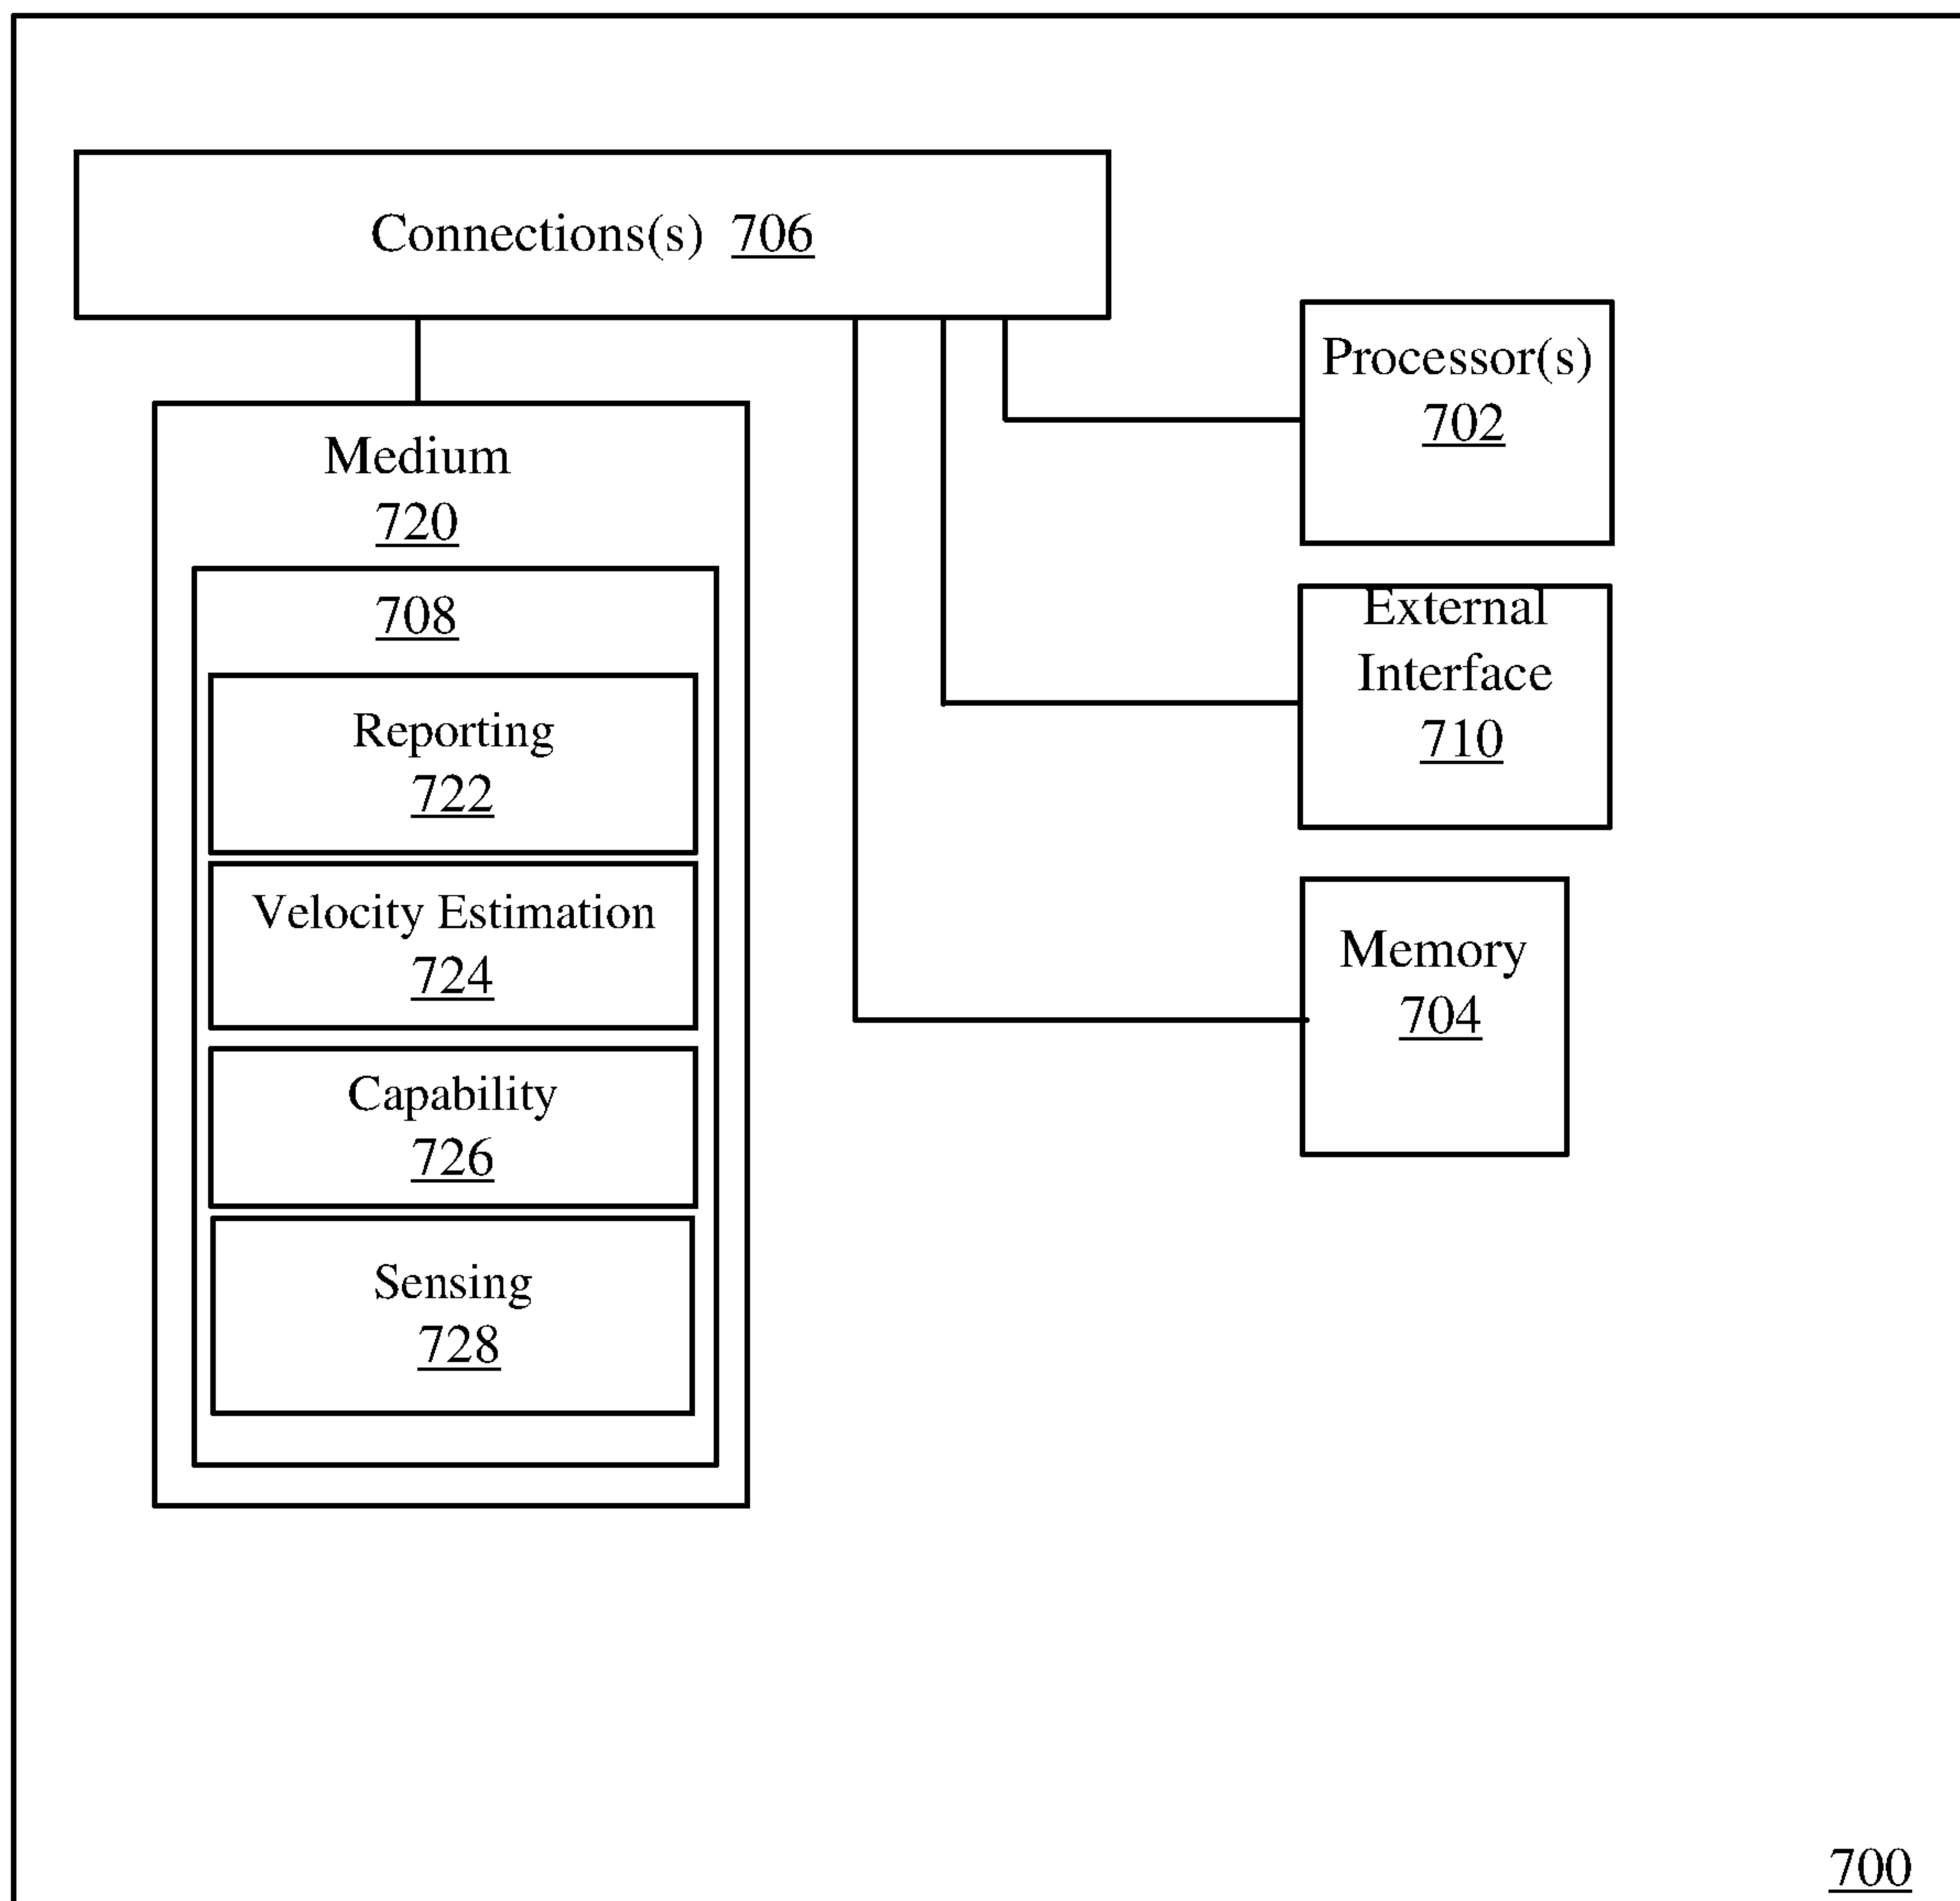 Connections(s) 706
Medium
720
708
Reporting
722
Velocity Estimation
724
Capability
726
Sensing
728
Processor(s)
702
External
Interface
710
Memory
704
700